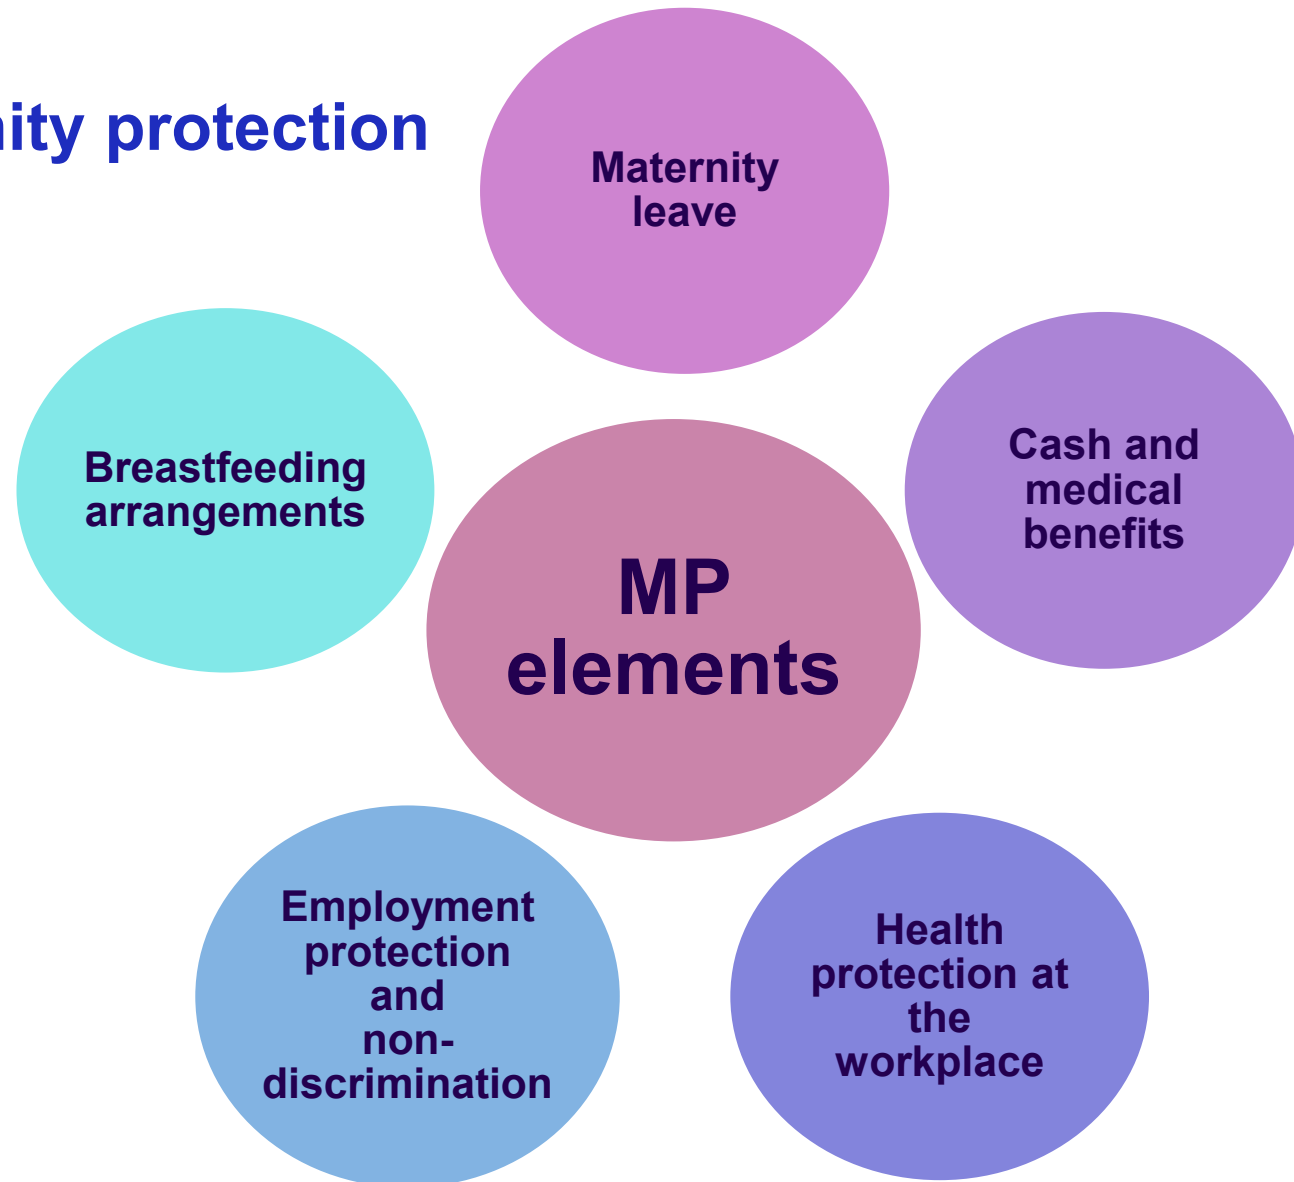 nity protection
Maternity
leave
Breastfeeding
arrangements
Cash and
medical
benefits
MP
elements
Employment
protection
and
non-
discrimination
Health
protection at
the
workplace